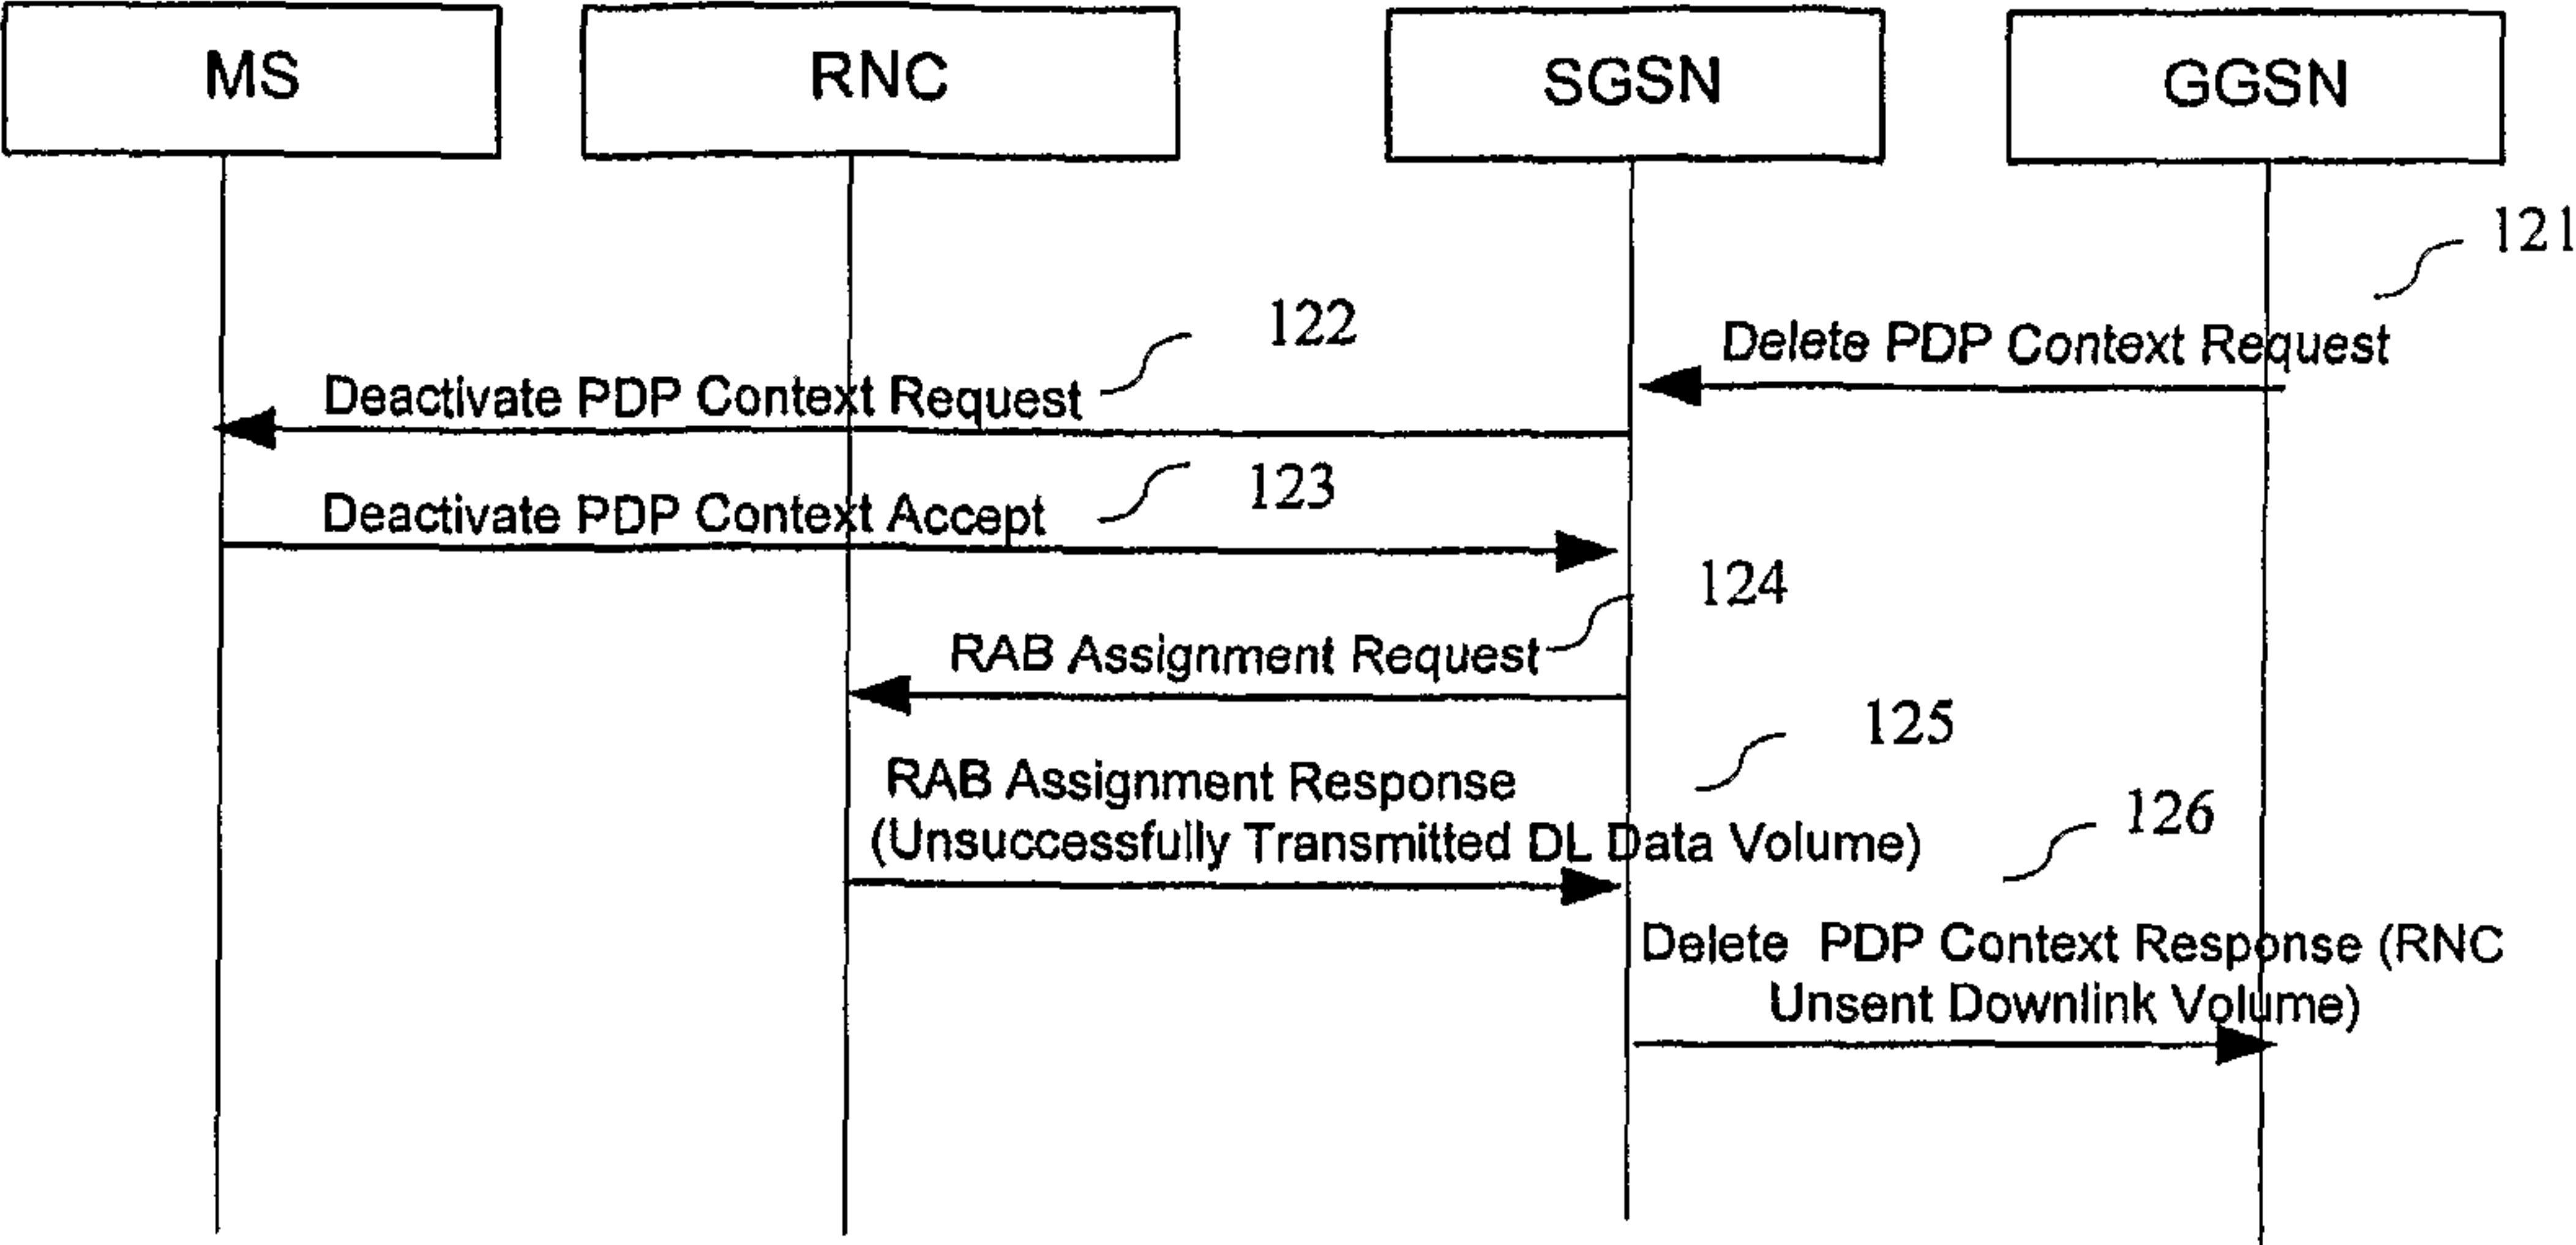 MS
RNC
SGSN
GGSN
121
122
Delete PDP Context Request
Deactivate PDP Context Request
123
Deactivate PDP Context Accept
124
RAB Assignment Request
125
RAB Assignment Response
(Unsuccessfully Transmitted DL Data Volume)
126
Delete PDP Context Response (RNC
Unsent Downlink Volume)